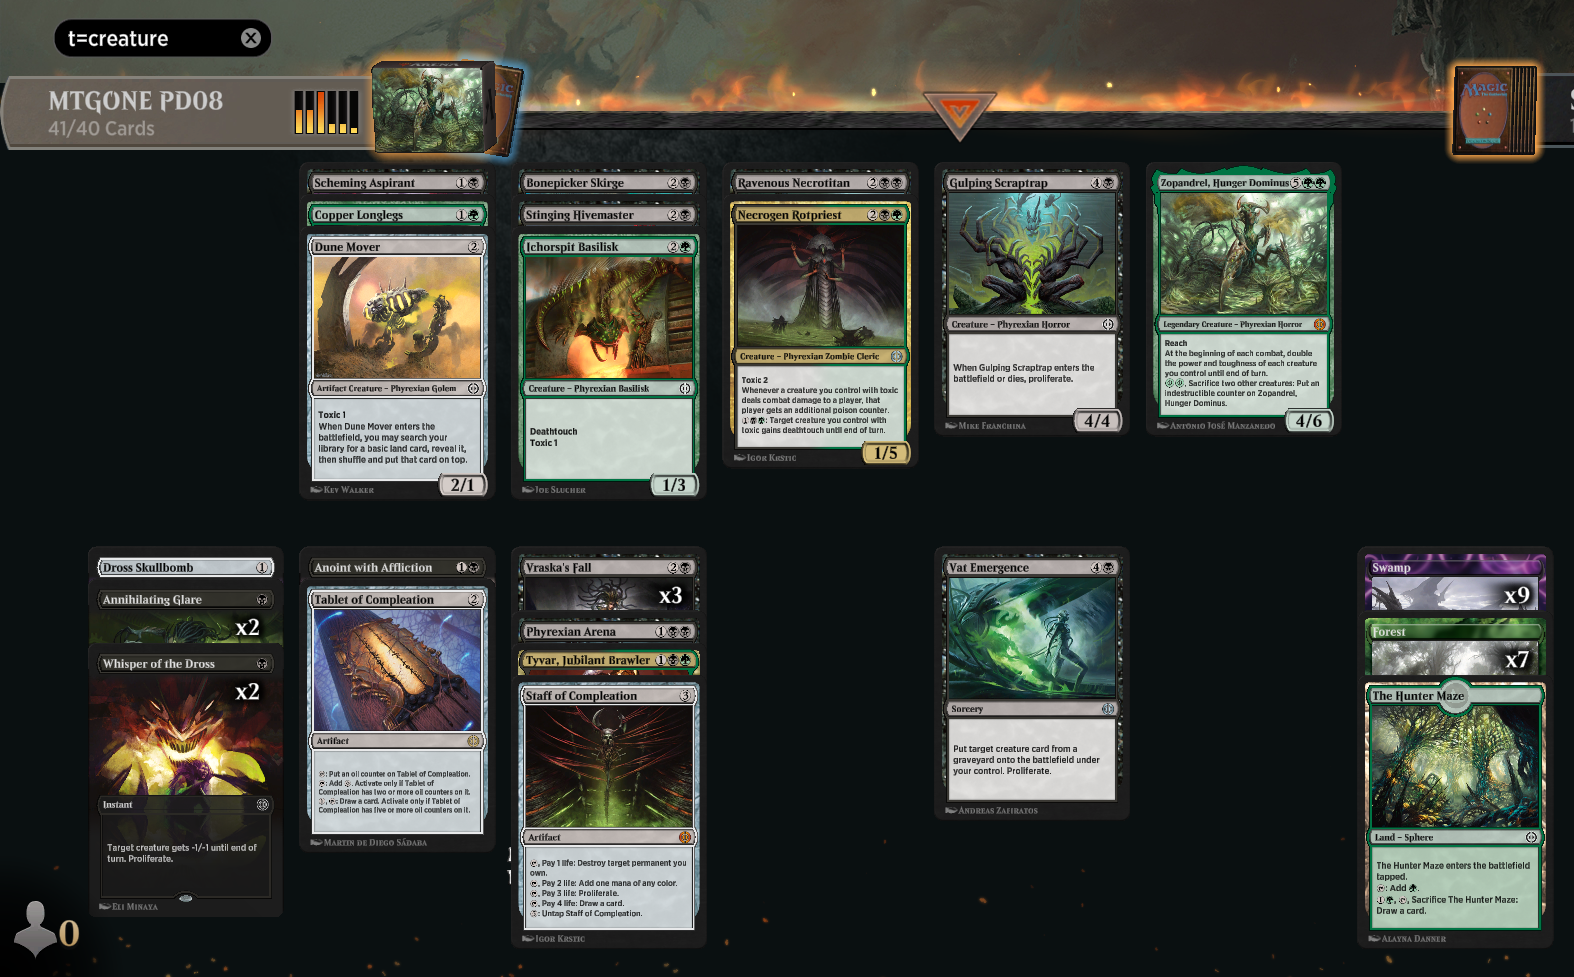 t=creature
MTGONE PD08
41/40 Cards
Scheming Aspirant 1
Copper Longlegs 1
Dune Mover 2
Artifact Creature – Phyrexian Golem
Toxic 1
When Dune Mover enters the
battlefield, you may search your
library for a basic land card, reveal it,
then shuffle and put that card on top.
2/1
Kev Walker
Bonepicker Skirge 2
Stinging Hivemaster 2
Ichorspit Basilisk 2
Creature – Phyrexian Basilisk
Deathtouch
Toxic 1
1/3
Joe Slucher
Ravenous Necrotitan 2
Necrogen Rotpriest 2
Creature – Phyrexian Zombie Cleric
Toxic 2
Whenever a creature you control with toxic
deals combat damage to a player, that
player gets an additional poison counter.
1: Target creature you control with
toxic gains deathtouch until end of turn.
1/5
Igor Krstic
Gulping Scraptrap 4
Creature – Phyrexian Horror
When Gulping Scraptrap enters the
battlefield or dies, proliferate.
4/4
Mike Franchina
Zopandrel, Hunger Dominus 5
Legendary Creature – Phyrexian Horror
Reach
At the beginning of each combat, double
the power and toughness of each creature
you control until end of turn.
, Sacrifice two other creatures: Put an
indestructible counter on Zopandrel,
Hunger Dominus.
4/6
Antonio José Manzanedo
MAGIC
Dross Skullbomb 1
Annihilating Glare
x2
Whisper of the Dross
x2
Instant
Target creature gets -1/-1 until end of
turn. Proliferate.
Eli Minaya
Anoint with Affliction 1
Tablet of Compleation 2
Artifact
: Put an oil counter on Tablet of Compleation.
: Add . Activate only if Tablet of
Compleation has two or more oil counters on it.
, : Draw a card. Activate only if Tablet of
Compleation has five or more oil counters on it.
Martin de Diego Sádaba
Vraska's Fall 2
x3
Phyrexian Arena 1
Tyvar, Jubilant Brawler 1
Staff of Compleation 3
Artifact
, Pay 1 life: Destroy target permanent you
own.
, Pay 2 life: Add one mana of any color.
, Pay 3 life: Proliferate.
, Pay 4 life: Draw a card.
: Untap Staff of Compleation.
Igor Krstic
Vat Emergence 4
Sorcery
Put target creature card from a
graveyard onto the battlefield under
your control. Proliferate.
Andreas Zafiratos
Swamp
x9
Forest
x7
The Hunter Maze
Land – Sphere
The Hunter Maze enters the battlefield
tapped.
: Add .
1, , Sacrifice The Hunter Maze:
Draw a card.
Alayna Danner
0